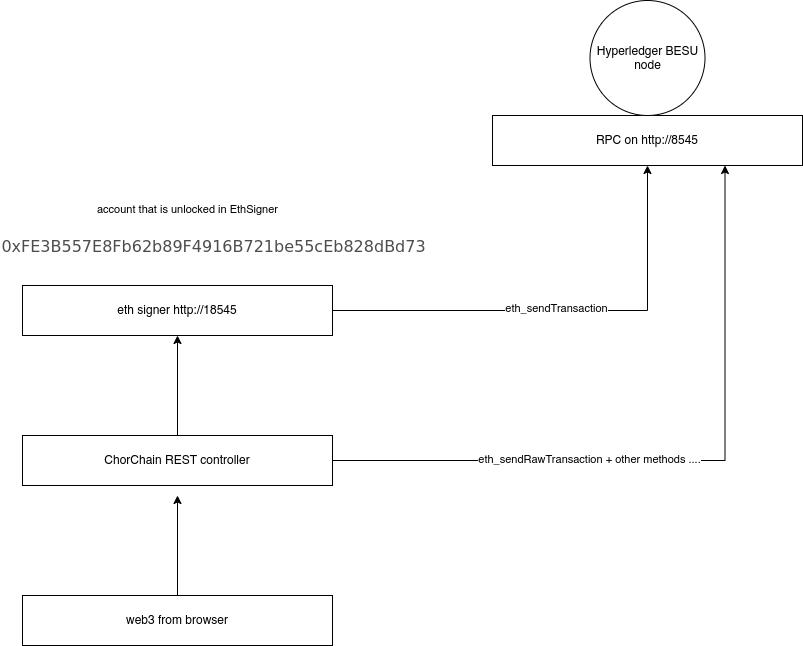 Hyperledger BESU
node
RPC on http://8545
account that is unlocked in EthSigner
0xFE3B557E8Fb62b89F4916B721be55cEb828dBd73
eth signer http://18545
eth_sendTransaction
ChorChain REST controller
eth_sendRawTransaction + other methods ....
web3 from browser